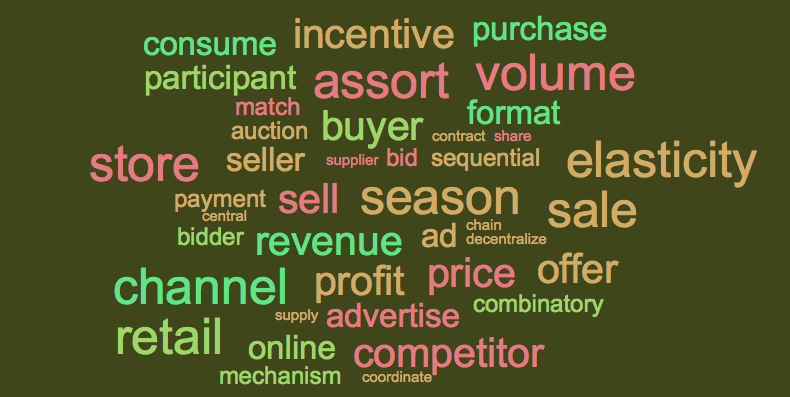 consume incentive purchase
participant assort volume
match format
auction buyer contract share
store seller supplier bid sequential elasticity
payment sell season sale
central
bidder revenue ad chain
decentralize
channel profit price offer
supply advertise combinatory
retail online competitor
mechanism coordinate